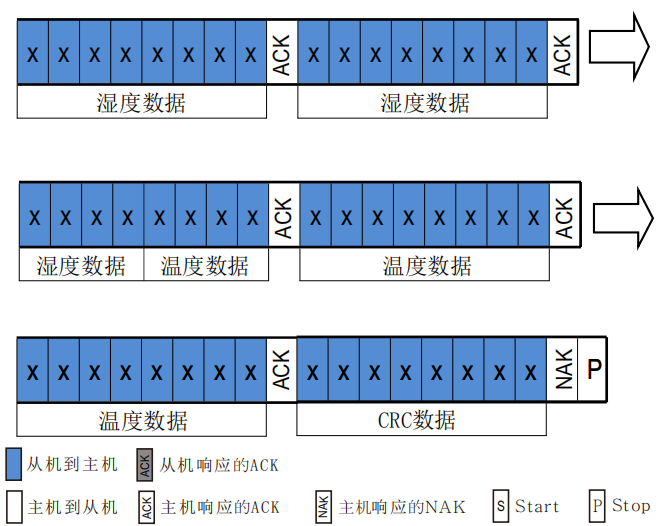 X X X X X X X X ACK X X X X X X X X ACK
湿度数据 湿度数据
X X X X X X X X ACK X X X X X X X X ACK
湿度数据 温度数据 温度数据
X X X X X X X X ACK X X X X X X X X NAK P
温度数据 CRC数据
从机到主机 ACK 从机响应的ACK
主机到从机 ACK 主机响应的ACK NAK 主机响应的NAK S Start P Stop